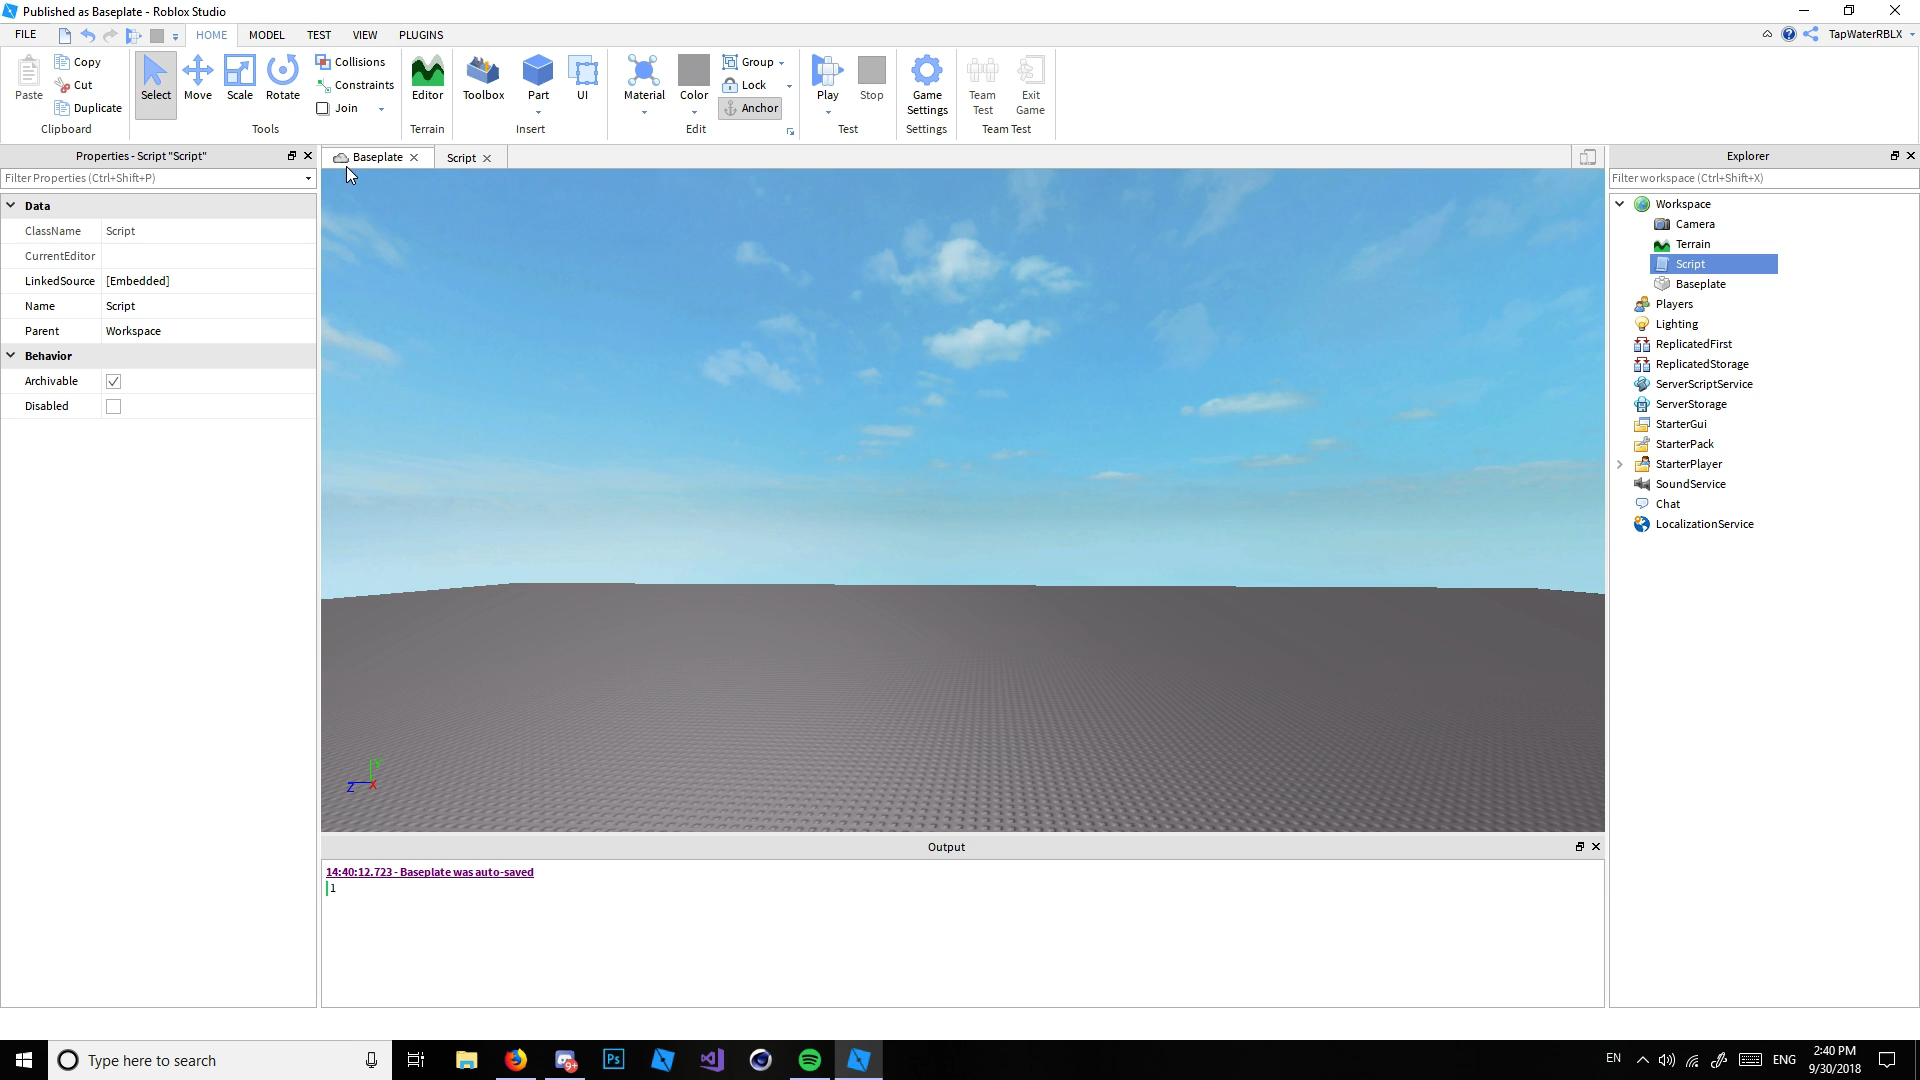 Published as Baseplate - Roblox Studio
FILE HOME MODEL TEST VIEW PLUGINS TapWaterRBLX
Paste Copy Cut Duplicate
Clipboard
Select Move Scale Rotate Collisions Constraints Join
Tools
Editor
Terrain
Toolbox Part UI
Insert
Material Color Group Lock Anchor
Edit
Play Stop
Test
Game Settings
Settings
Team Test Exit Game
Team Test
Properties - Script "Script"
Filter Properties (Ctrl+Shift+P)
Data
ClassName Script
CurrentEditor
LinkedSource [Embedded]
Name Script
Parent Workspace
Behavior
Archivable
Disabled
Baseplate Script
Y
Z X
Output
14:40:12.723 - Baseplate was auto-saved
1
Explorer
Filter workspace (Ctrl+Shift+X)
Workspace
Camera
Terrain
Script
Baseplate
Players
Lighting
ReplicatedFirst
ReplicatedStorage
ServerScriptService
ServerStorage
StarterGui
StarterPack
StarterPlayer
SoundService
Chat
LocalizationService
Type here to search
9+
Ps
EN
ENG
2:40 PM
9/30/2018